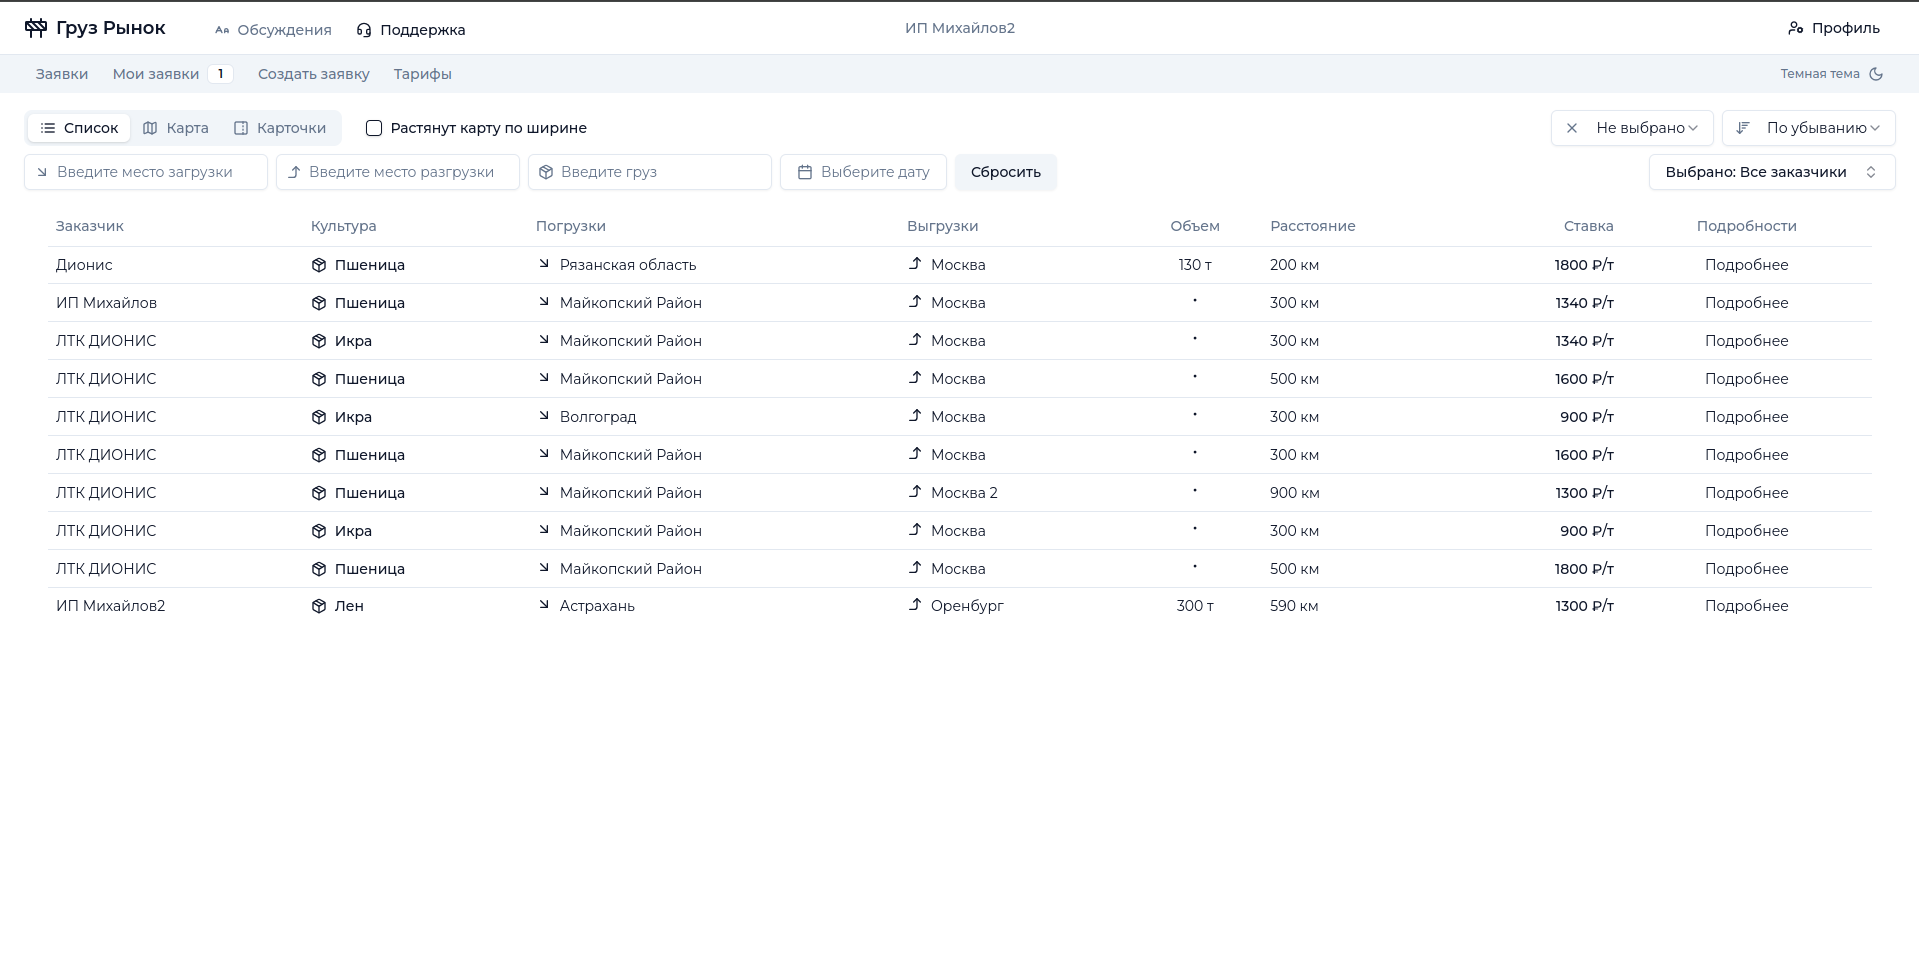 Груз Рынок Обсуждения Поддержка ИП Михайлов2 Профиль
Заявки Мои заявки 1 Создать заявку Тарифы Темная тема
Список Карта Карточки Растянут карту по ширине Не выбрано По убыванию
Введите место загрузки Введите место разгрузки Введите груз Выберите дату Сбросить Выбрано: Все заказчики
Заказчик Культура Погрузки Выгрузки Объем Расстояние Ставка Подробности
Дионис Пшеница Рязанская область Москва 130 т 200 км 1800 ₽/т Подробнее
ИП Михайлов Пшеница Майкопский Район Москва · 300 км 1340 ₽/т Подробнее
ЛТК ДИОНИС Икра Майкопский Район Москва · 300 км 1340 ₽/т Подробнее
ЛТК ДИОНИС Пшеница Майкопский Район Москва · 500 км 1600 ₽/т Подробнее
ЛТК ДИОНИС Икра Волгоград Москва · 300 км 900 ₽/т Подробнее
ЛТК ДИОНИС Пшеница Майкопский Район Москва · 300 км 1600 ₽/т Подробнее
ЛТК ДИОНИС Пшеница Майкопский Район Москва 2 · 900 км 1300 ₽/т Подробнее
ЛТК ДИОНИС Икра Майкопский Район Москва · 300 км 900 ₽/т Подробнее
ЛТК ДИОНИС Пшеница Майкопский Район Москва · 500 км 1800 ₽/т Подробнее
ИП Михайлов2 Лен Астрахань Оренбург 300 т 590 км 1300 ₽/т Подробнее